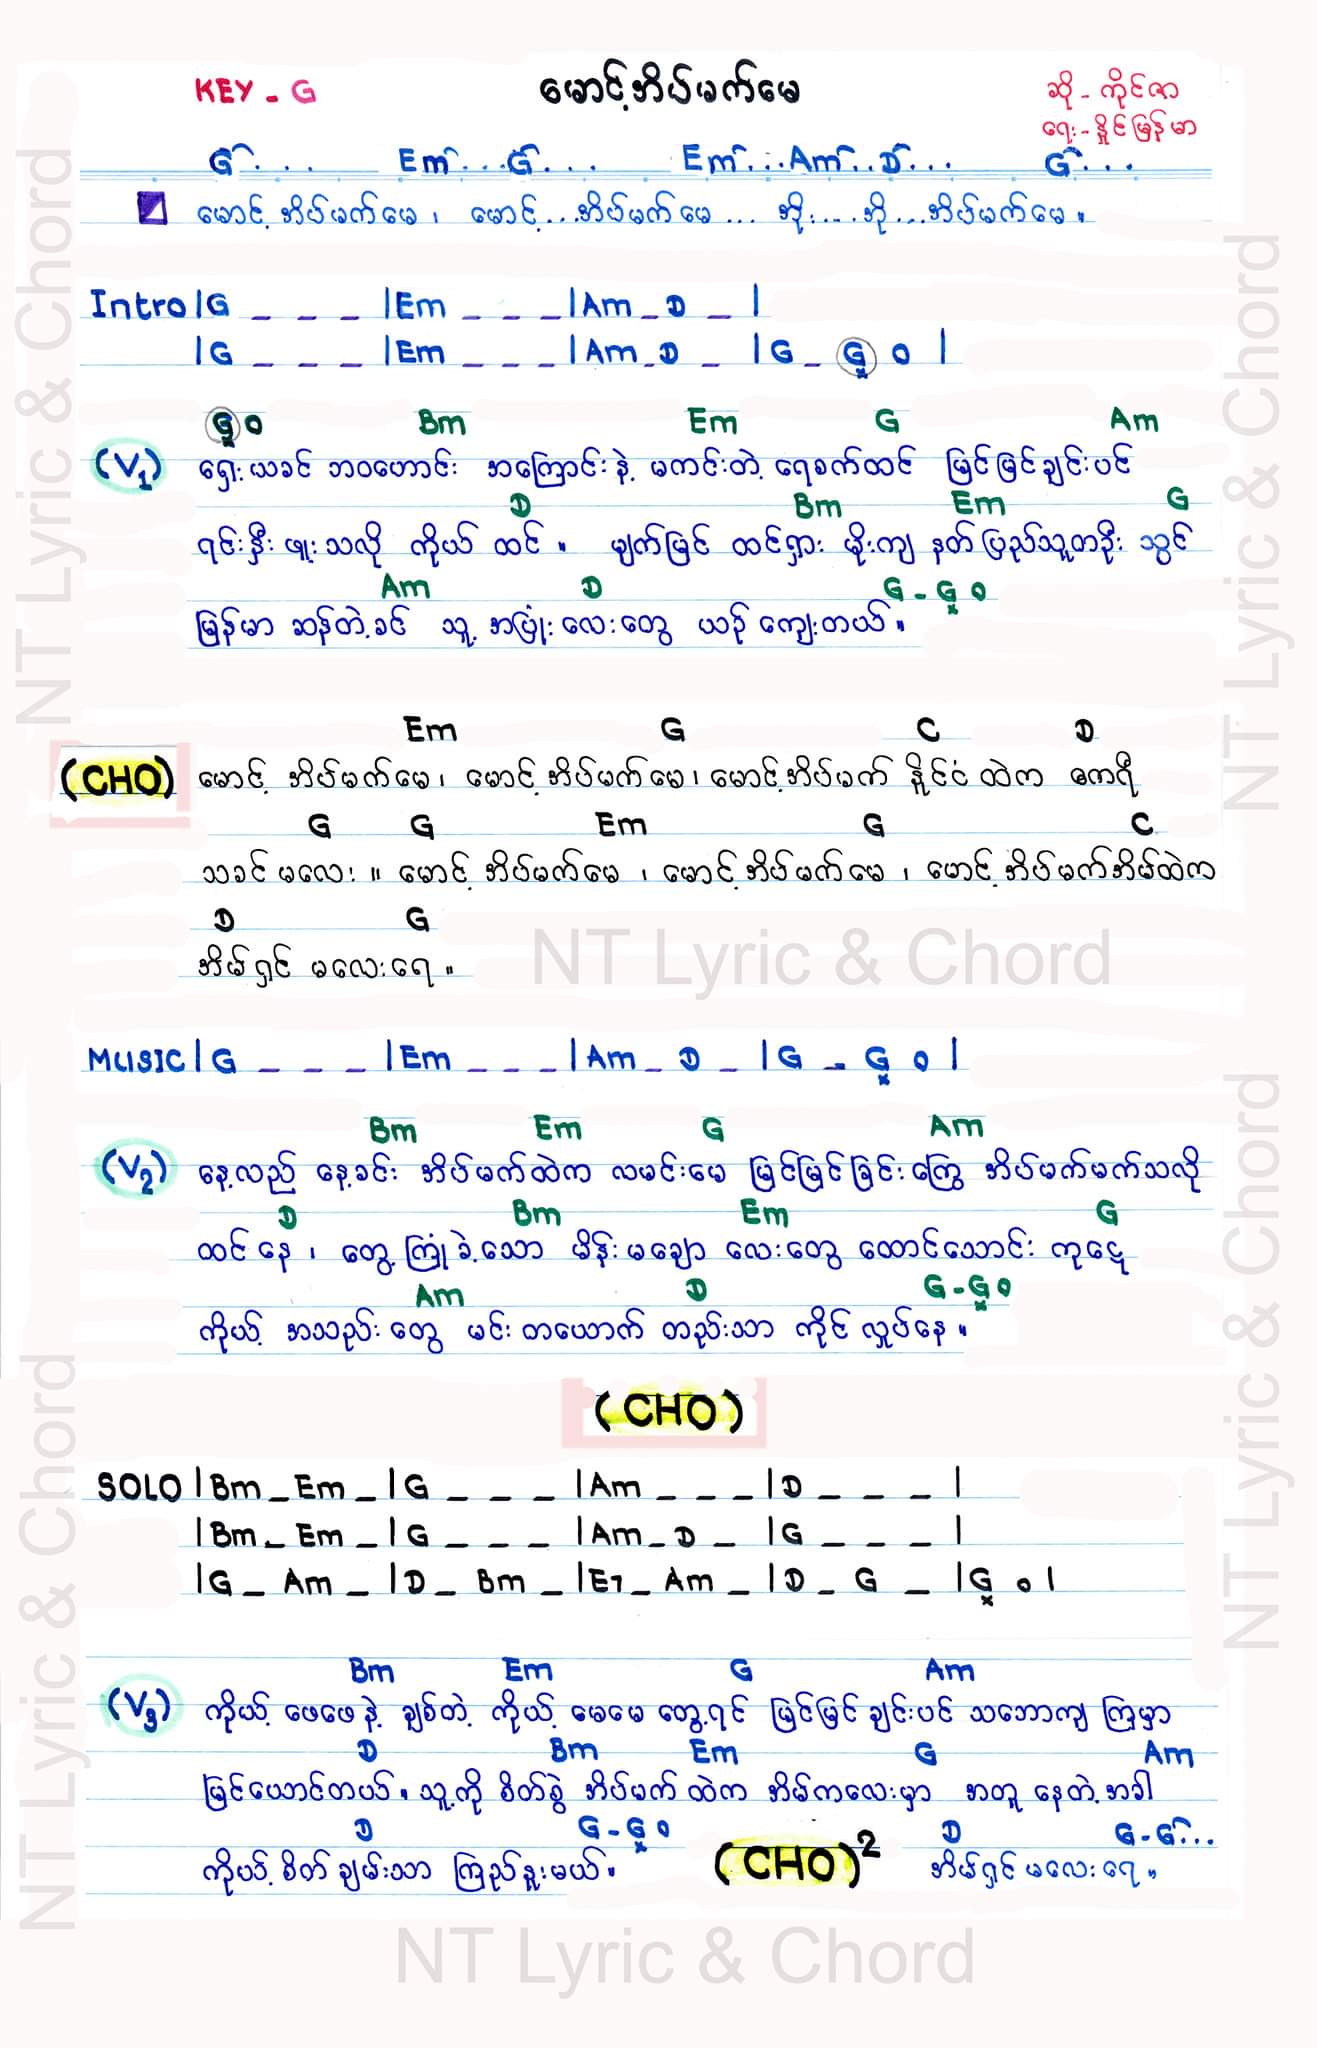 KEY - G
မောင့်အိပ်မက်မေ
ဆို - ကိုင်ဇာ
ရေး - နှိုင်းမြန်မာ
G... Em...G... Em...Am..D... G...
မောင့် အိပ်မက်မေ ၊ မောင့်...အိပ်မက်မေ... အိုး....အို...အိပ်မက်မေ ။
Intro |G _ _ _ |Em _ _ _ |Am _ D _ |
|G _ _ _ |Em _ _ _ |Am _ D _ |G _ G o |
G o Bm Em G Am
(V1) ရှေးယခင် ဘဝဟောင်း အကြောင်းနဲ့ မကင်းတဲ့ ရေစက်ထင် မြင်မြင်ချင်းပင်
D Bm Em G
ရင်းနှီးဖူးသလို ကိုယ် ထင် ။ မျက်မြင် ထင်ရှား မိုးကျ နတ်ပြည်သူတဦး သွင်
Am D G - G o
မြန်မာ ဆန်တဲ့ခင် သူ့ အပြုံးလေးတွေ ယဉ်ကျေးတယ် ။
Em G C D
(CHO) မောင့် အိပ်မက်မေ ၊ မောင့်အိပ်မက်မေ ၊ မောင့်အိပ်မက် နိုင်ငံ ထဲက ဧကရီ
G G Em G C
သခင်မလေး ။ မောင့် အိပ်မက်မေ ၊ မောင့်အိပ်မက်မေ ၊ မောင့်အိပ်မက်အိမ်ထဲက
D G
အိမ်ရှင် မလေးရေ ။
NT Lyric & Chord
MUSIC |G _ _ _ |Em _ _ _ |Am _ D _ |G _ G o |
Bm Em G Am
(V2) နေ့လည် နေ့ခင်း အိပ်မက်ထဲက လမင်းမေ မြင်မြင်ခြင်းကြွေ အိပ်မက်မက်သလို
D Bm Em G
ထင်နေ ၊ တွေ့ကြုံခဲ့သော မိန်းမချော လေးတွေ ထောင်သောင်း ကုဋေ
Am D G - G o
ကိုယ့် အသည်းတွေ မင်းတယောက် တည်းသာ ကိုင်လှုပ်နေ ။
(CHO)
SOLO |Bm _ Em _ |G _ _ _ |Am _ _ _ |D _ _ _ |
|Bm _ Em _ |G _ _ _ |Am _ D _ |G _ _ _ |
|G _ Am _ |D _ Bm _ |E7 _ Am _ |D _ G _ |G o |
Bm Em G Am
(V3) ကိုယ့် ဖေဖေနဲ့ ချစ်တဲ့ ကိုယ့် မေမေ တွေ့ရင် မြင်မြင်ချင်းပင် သဘောကျ ကြမှာ
D Bm Em G Am
မြင်ယောင်တယ် ။ သူ့ကို စိတ်စွဲ အိပ်မက် ထဲက အိမ်ကလေးမှာ အတူ နေတဲ့အခါ
D G - G o D G - G...
ကိုယ့်စိတ်ချမ်းသာ ကြည်နူးမယ် ။ (CHO)2 အိမ်ရှင်မလေးရေ ။
NT Lyric & Chord
NT Lyric & Chord
NT Lyric & Chord
NT Lyric & Chord
NT Lyric & Chord